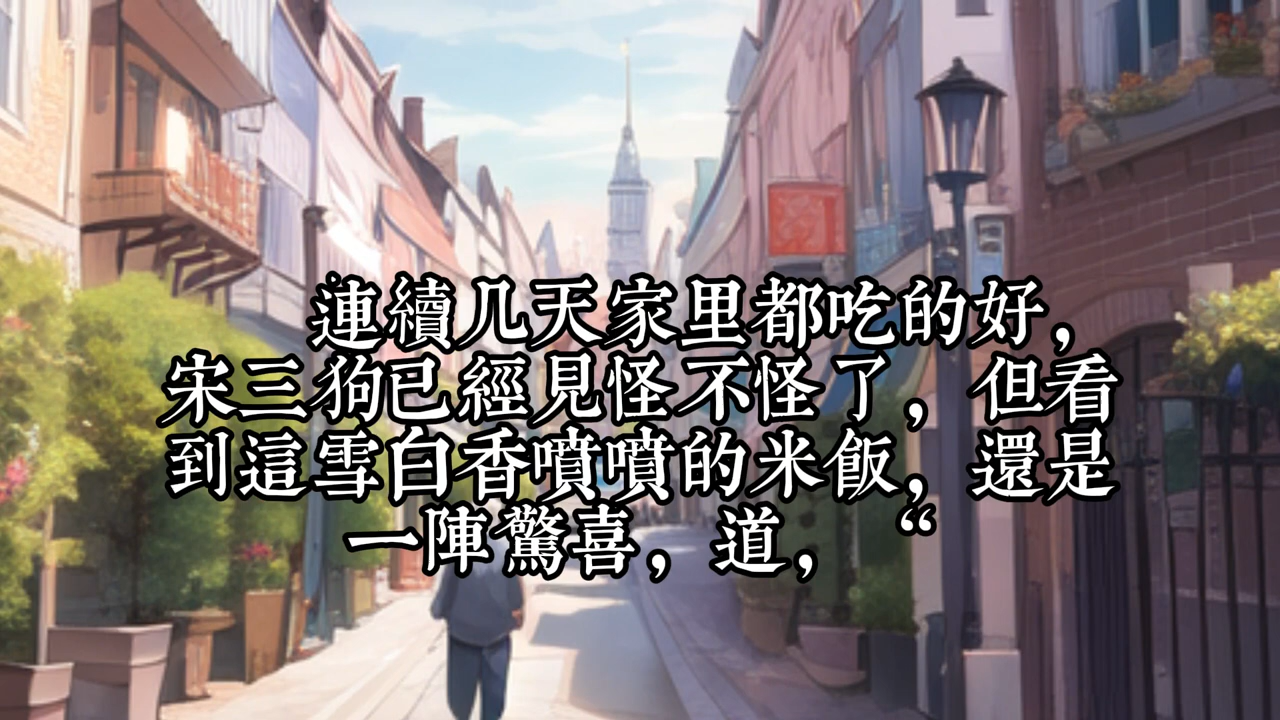 連續几天家里都吃的好，
宋三狗已經見怪不怪了，但看
到這雪白香噴噴的米飯，還是
一陣驚喜，道，“